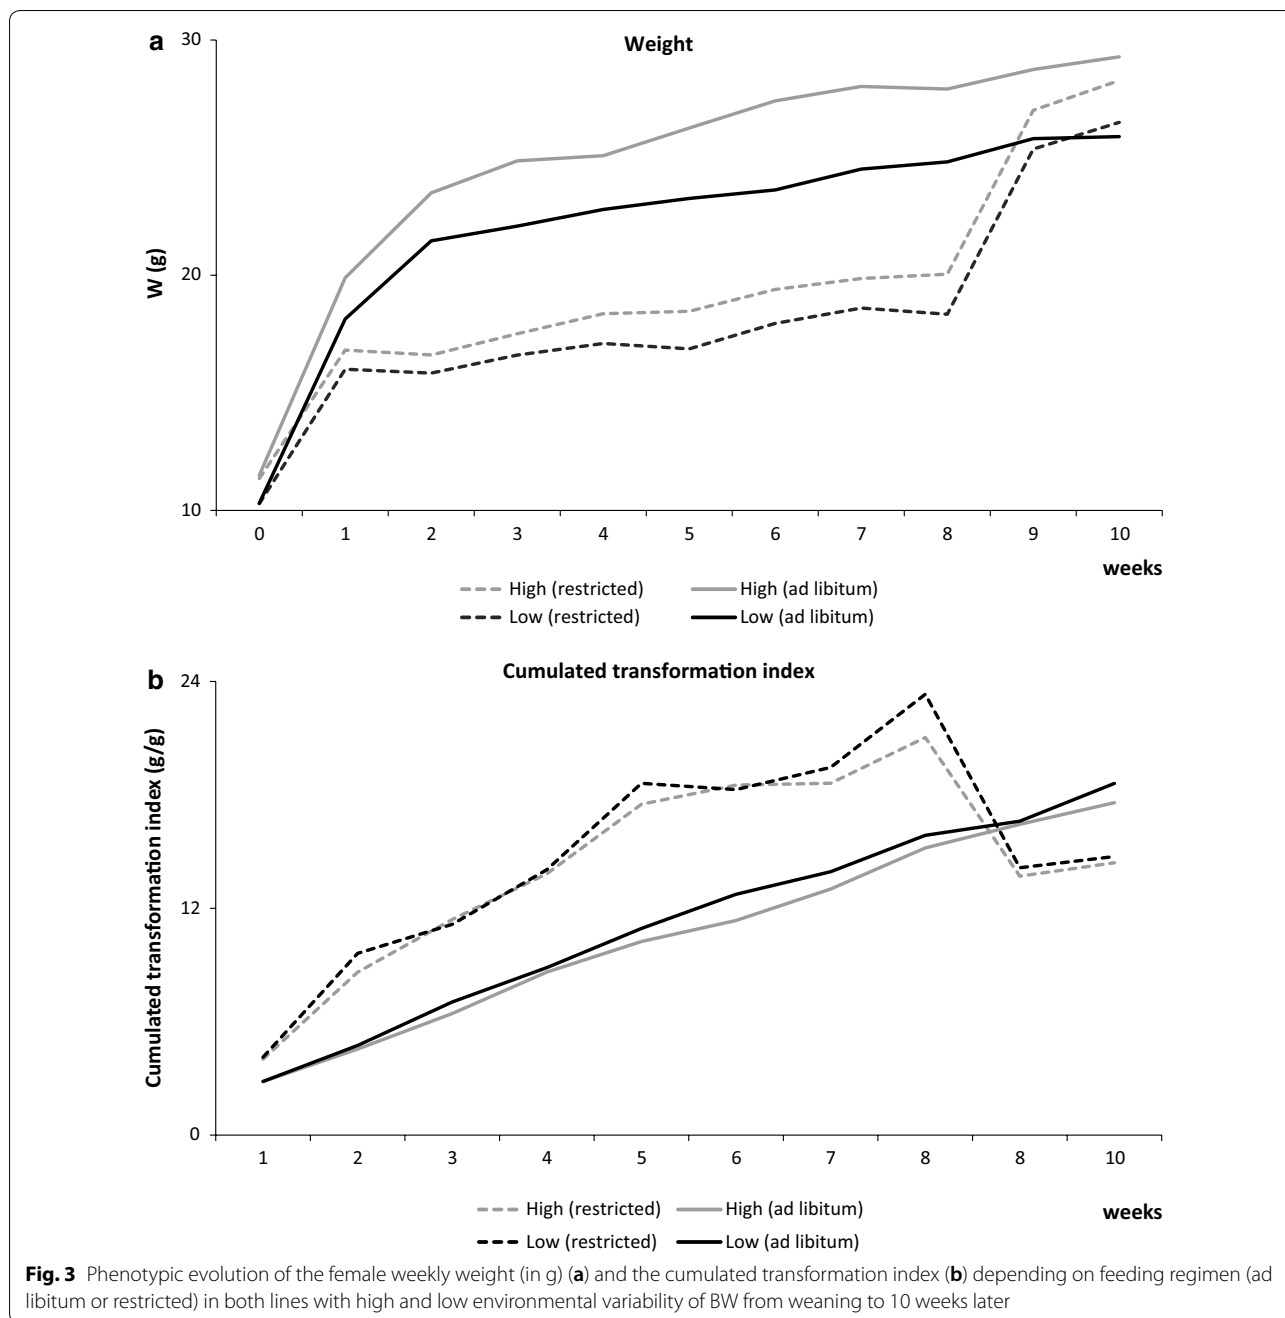 a
Weight
30
20
10
W (g)
0 1 2 3 4 5 6 7 8 9 10
weeks
High (restricted) High (ad libitum)
Low (restricted) Low (ad libitum)
b
Cumulated transformation index
24
12
0
Cumulated transformation index (g/g)
1 2 3 4 5 6 7 8 8 10
weeks
High (restricted) High (ad libitum)
Low (restricted) Low (ad libitum)
Fig. 3 Phenotypic evolution of the female weekly weight (in g) (a) and the cumulated transformation index (b) depending on feeding regimen (ad
libitum or restricted) in both lines with high and low environmental variability of BW from weaning to 10 weeks later